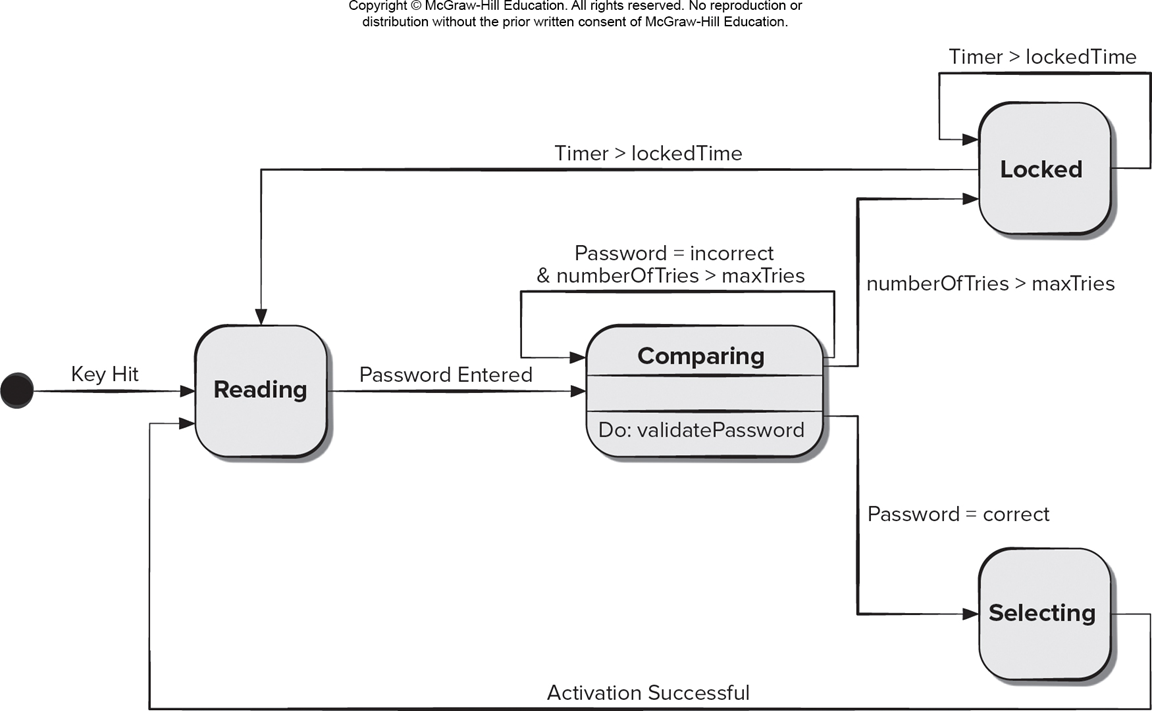 Copyright © McGraw-Hill Education. All rights reserved. No reproduction or
distribution without the prior written consent of McGraw-Hill Education.
Timer > lockedTime
Timer > lockedTime
Locked
Password = incorrect
& numberOfTries > maxTries
numberOfTries > maxTries
Key Hit
Reading
Password Entered
Comparing
Do: validatePassword
Password = correct
Selecting
Activation Successful